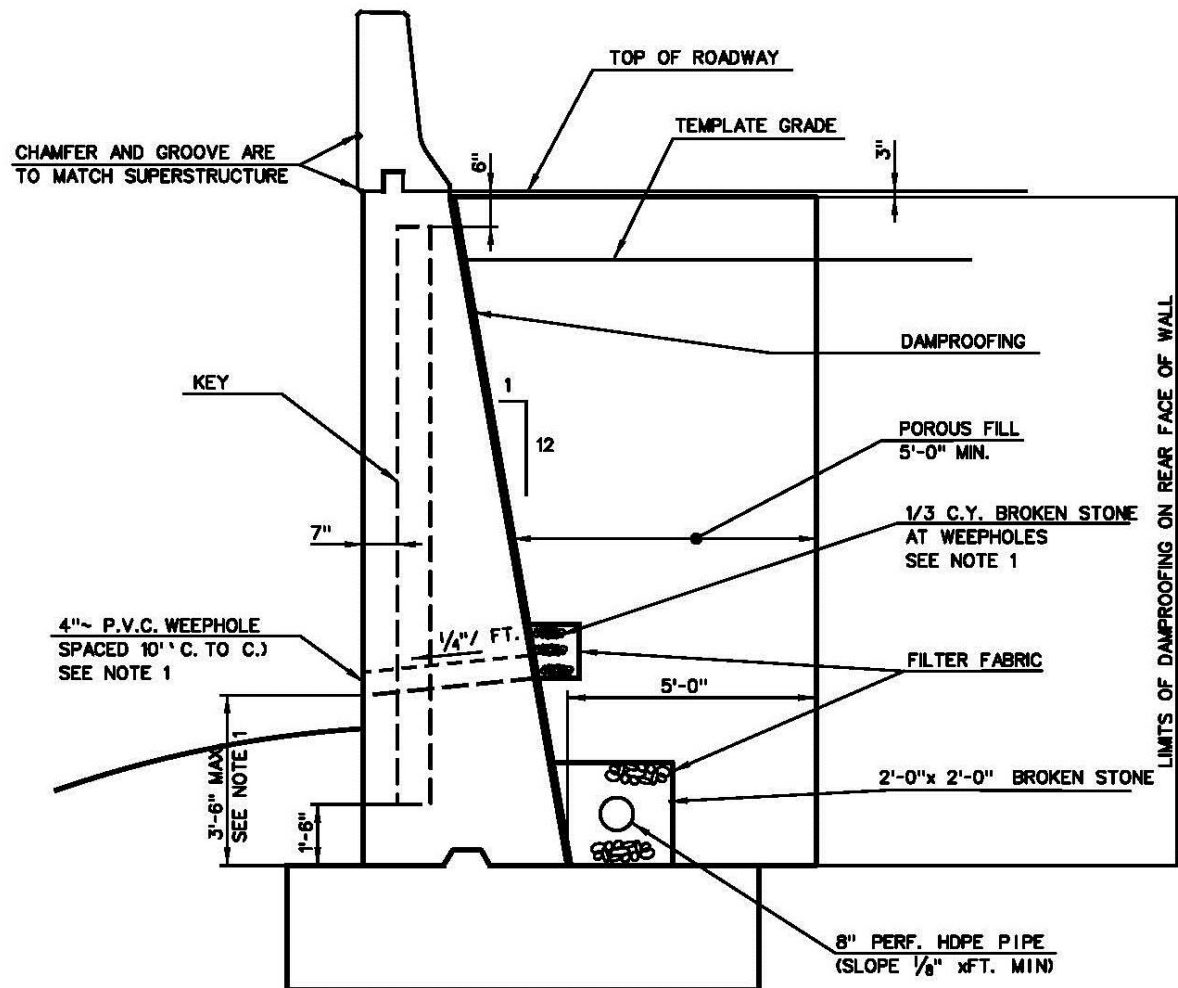 TOP OF ROADWAY
TEMPLATE GRADE
CHAMFER AND GROOVE ARE
TO MATCH SUPERSTRUCTURE
6"
3"
DAMPROOFING
KEY
1
12
POROUS FILL
5'-0" MIN.
1/3 C.Y. BROKEN STONE
AT WEEPHOLES
SEE NOTE 1
7"
4"~ P.V.C. WEEPHOLE
SPACED 10'' C. TO C.)
SEE NOTE 1
1/4"/ FT.
FILTER FABRIC
5'-0"
3'-6" MAX
SEE NOTE 1
1'-6"
2'-0"x 2'-0" BROKEN STONE
8" PERF. HDPE PIPE
(SLOPE 1/8" xFT. MIN)
LIMITS OF DAMPROOFING ON REAR FACE OF WALL